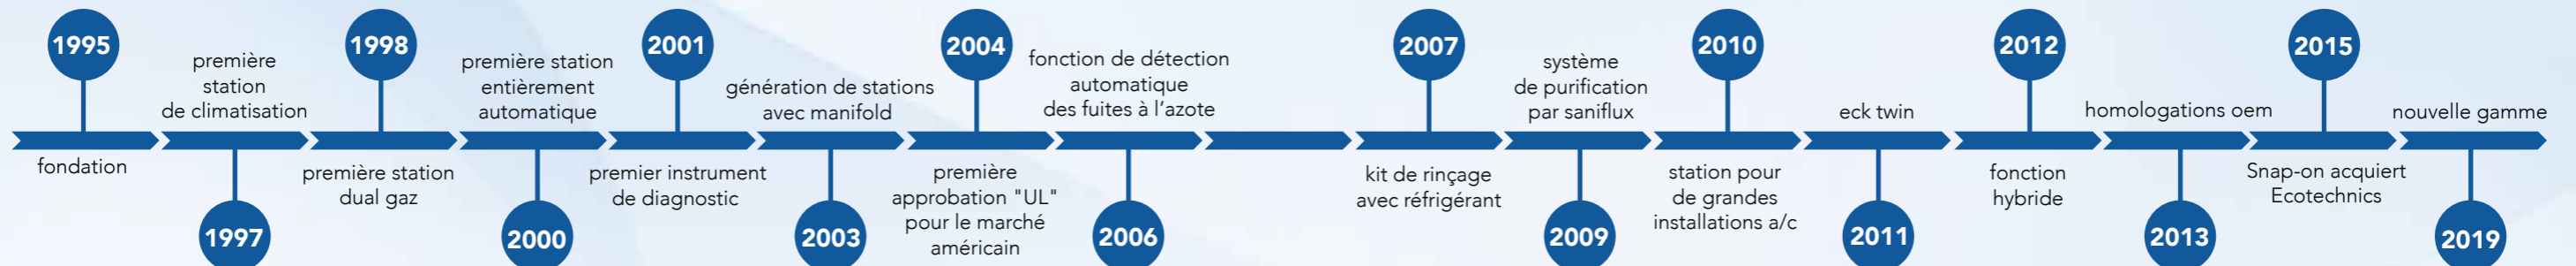 1995
fondation
première
station
de climatisation
1997
1998
première station
dual gaz
première station
entièrement
automatique
2000
2001
premier instrument
de diagnostic
génération de stations
avec manifold
2003
2004
première
approbation "UL"
pour le marché
américain
fonction de détection
automatique
des fuites à l’azote
2006
2007
kit de rinçage
avec réfrigérant
système
de purification
par saniflux
2009
2010
station pour
de grandes
installations a/c
eck twin
2011
2012
fonction
hybride
homologations oem
2013
2015
Snap-on acquiert
Ecotechnics
nouvelle gamme
2019